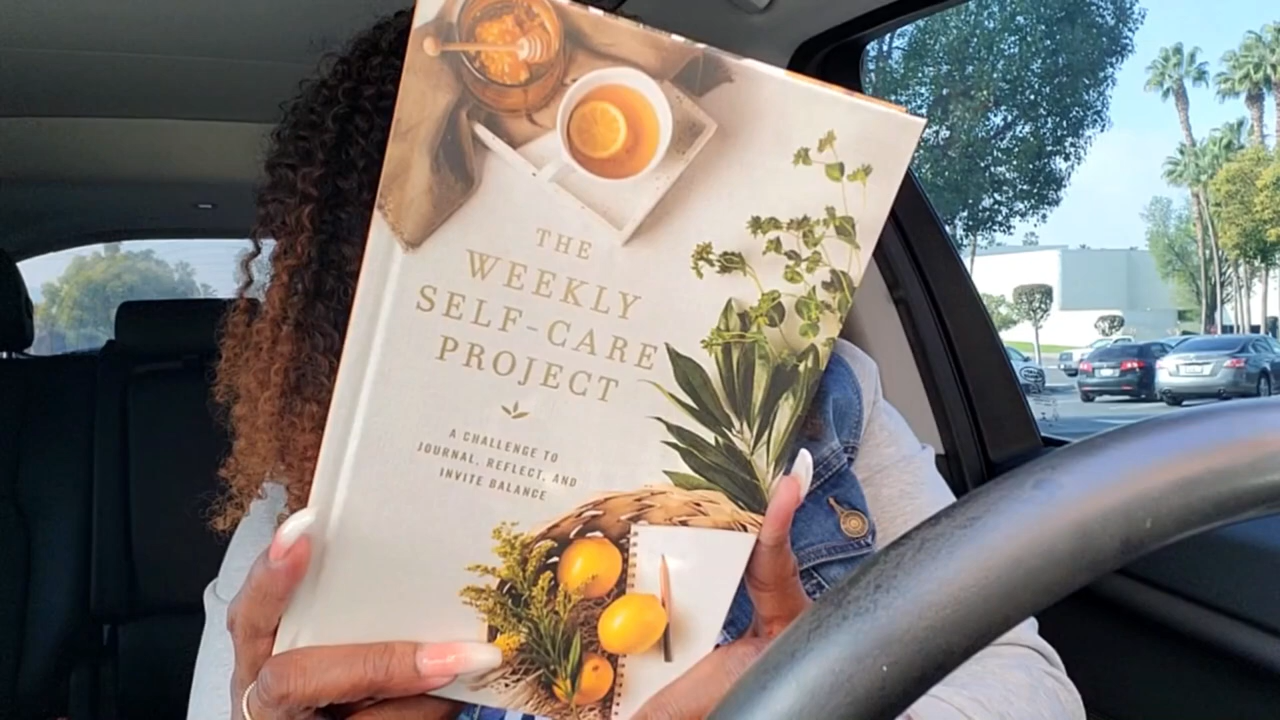 THE
WEEKLY
SELF-CARE
PROJECT
A CHALLENGE TO
JOURNAL, REFLECT, AND
INVITE BALANCE